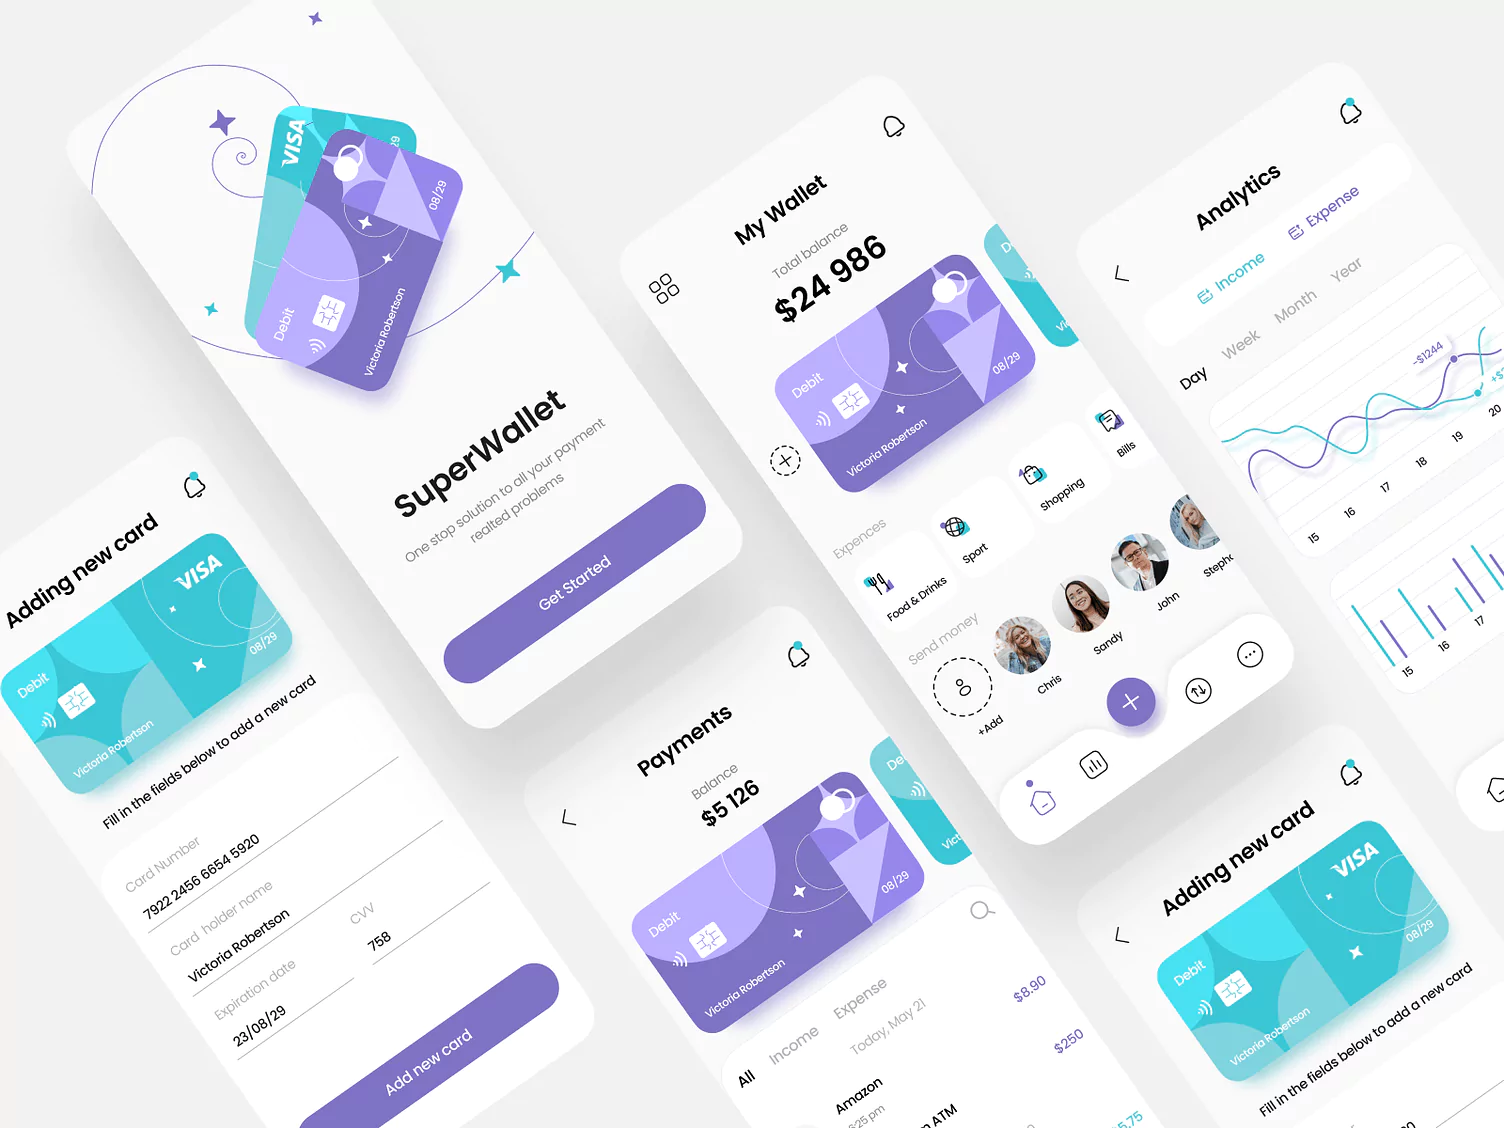 VISA
08/29
Debit
Victoria Robertson
SuperWallet
One stop solution to all your payment
realted problems
Get Started
Adding new card
VISA
Debit
08/29
Victoria Robertson
Fill in the fields below to add a new card
Card Number
7922 2456 6654 5920
Card holder name
Victoria Robertson
Expiration date
23/08/29
CVV
758
Add new card
My Wallet
Total balance
$24 986
Debit
08/29
Victoria Robertson
Expences
Food & Drinks
Sport
Shopping
Bills
Send money
+Add
Chris
Sandy
John
Payments
Balance
$5 126
Debit
08/29
Victoria Robertson
All
Income
Expense
Today, May 21
$8.90
Amazon
$250
ATM
Analytics
Income
Expense
Day
Week
Month
Year
-$1244
15
16
17
18
19
20
15
16
17
Adding new card
VISA
Debit
08/29
Victoria Robertson
Fill in the fields below to add a new card
Card Number